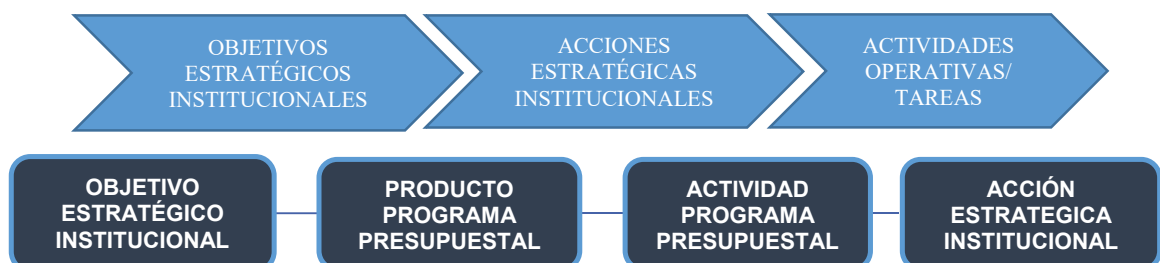 OBJETIVOS
ESTRATÉGICOS
INSTITUCIONALES
ACCIONES
ESTRATÉGICAS
INSTITUCIONALES
ACTIVIDADES
OPERATIVAS/
TAREAS
OBJETIVO
ESTRATÉGICO
INSTITUCIONAL
PRODUCTO
PROGRAMA
PRESUPUESTAL
ACTIVIDAD
PROGRAMA
PRESUPUESTAL
ACCIÓN
ESTRATEGICA
INSTITUCIONAL